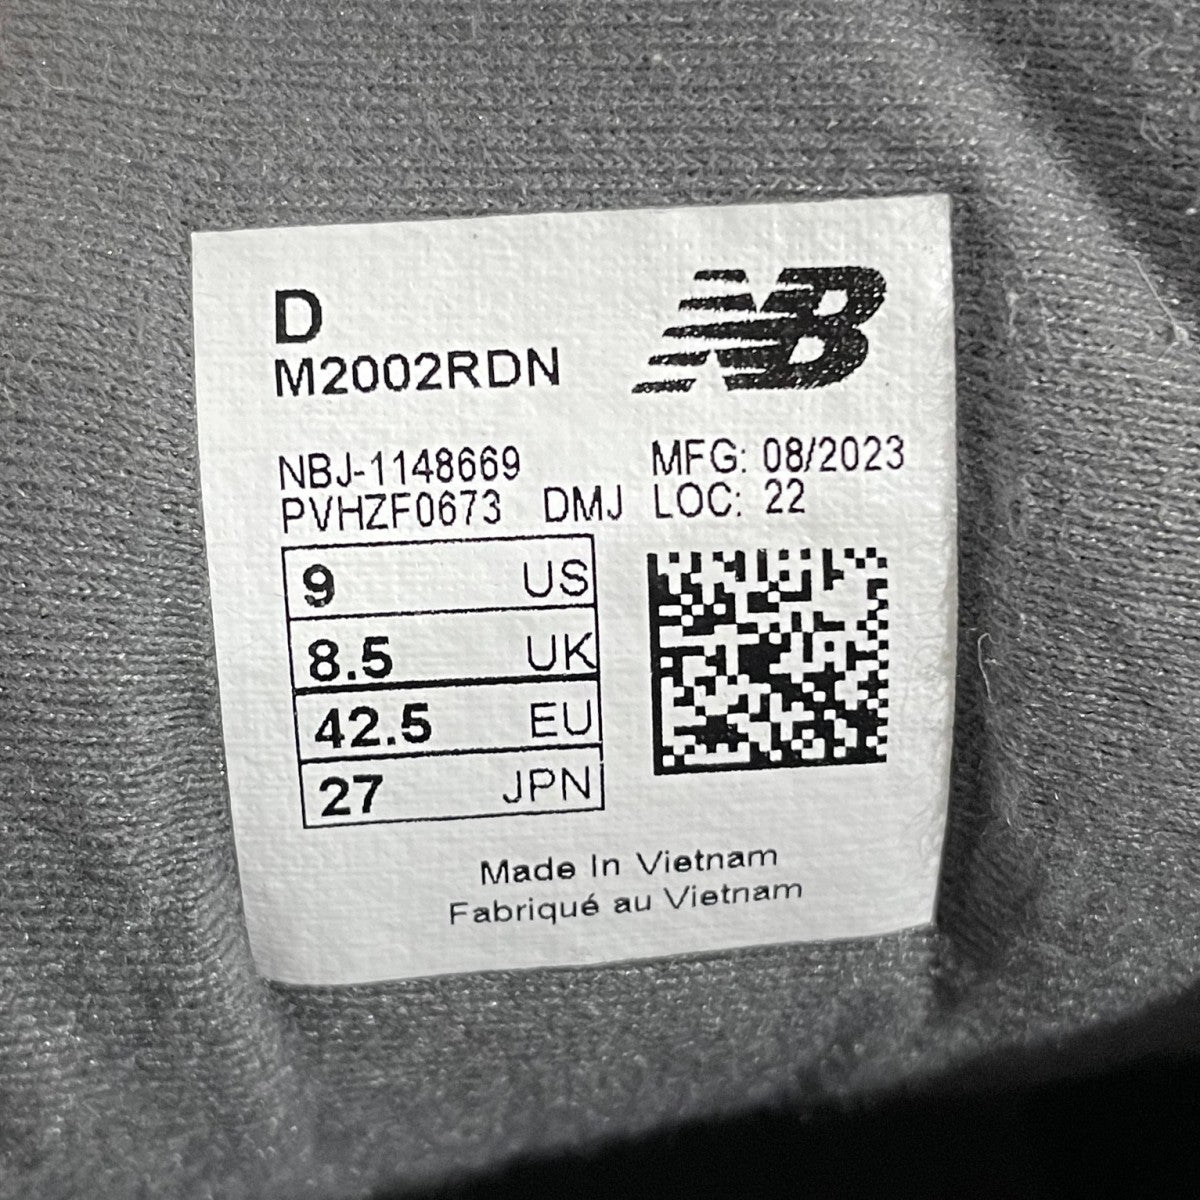 D
NB
M2002RDN
NBJ-1148669 MFG: 08/2023
PVHZF0673 DMJ LOC: 22
9 US
8.5 UK
42.5 EU
27 JPN
Made In Vietnam
Fabriqué au Vietnam